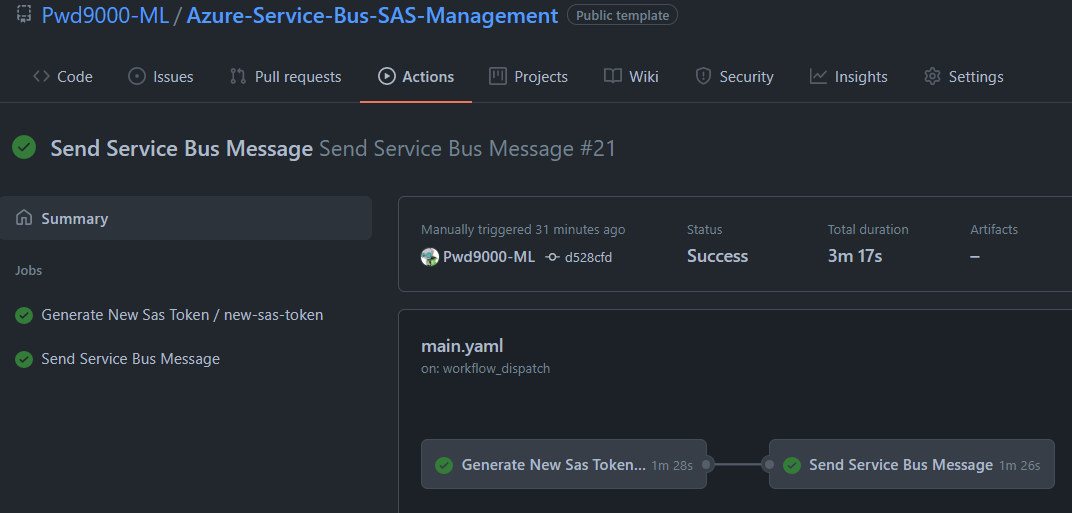 Pwd9000-ML / Azure-Service-Bus-SAS-Management Public template
Code Issues Pull requests Actions Projects Wiki Security Insights Settings
Send Service Bus Message Send Service Bus Message #21
Summary
Jobs
Generate New Sas Token / new-sas-token
Send Service Bus Message
Manually triggered 31 minutes ago Status Total duration Artifacts
Pwd9000-ML d528cfd Success 3m 17s –
main.yaml
on: workflow_dispatch
Generate New Sas Token... 1m 28s Send Service Bus Message 1m 26s